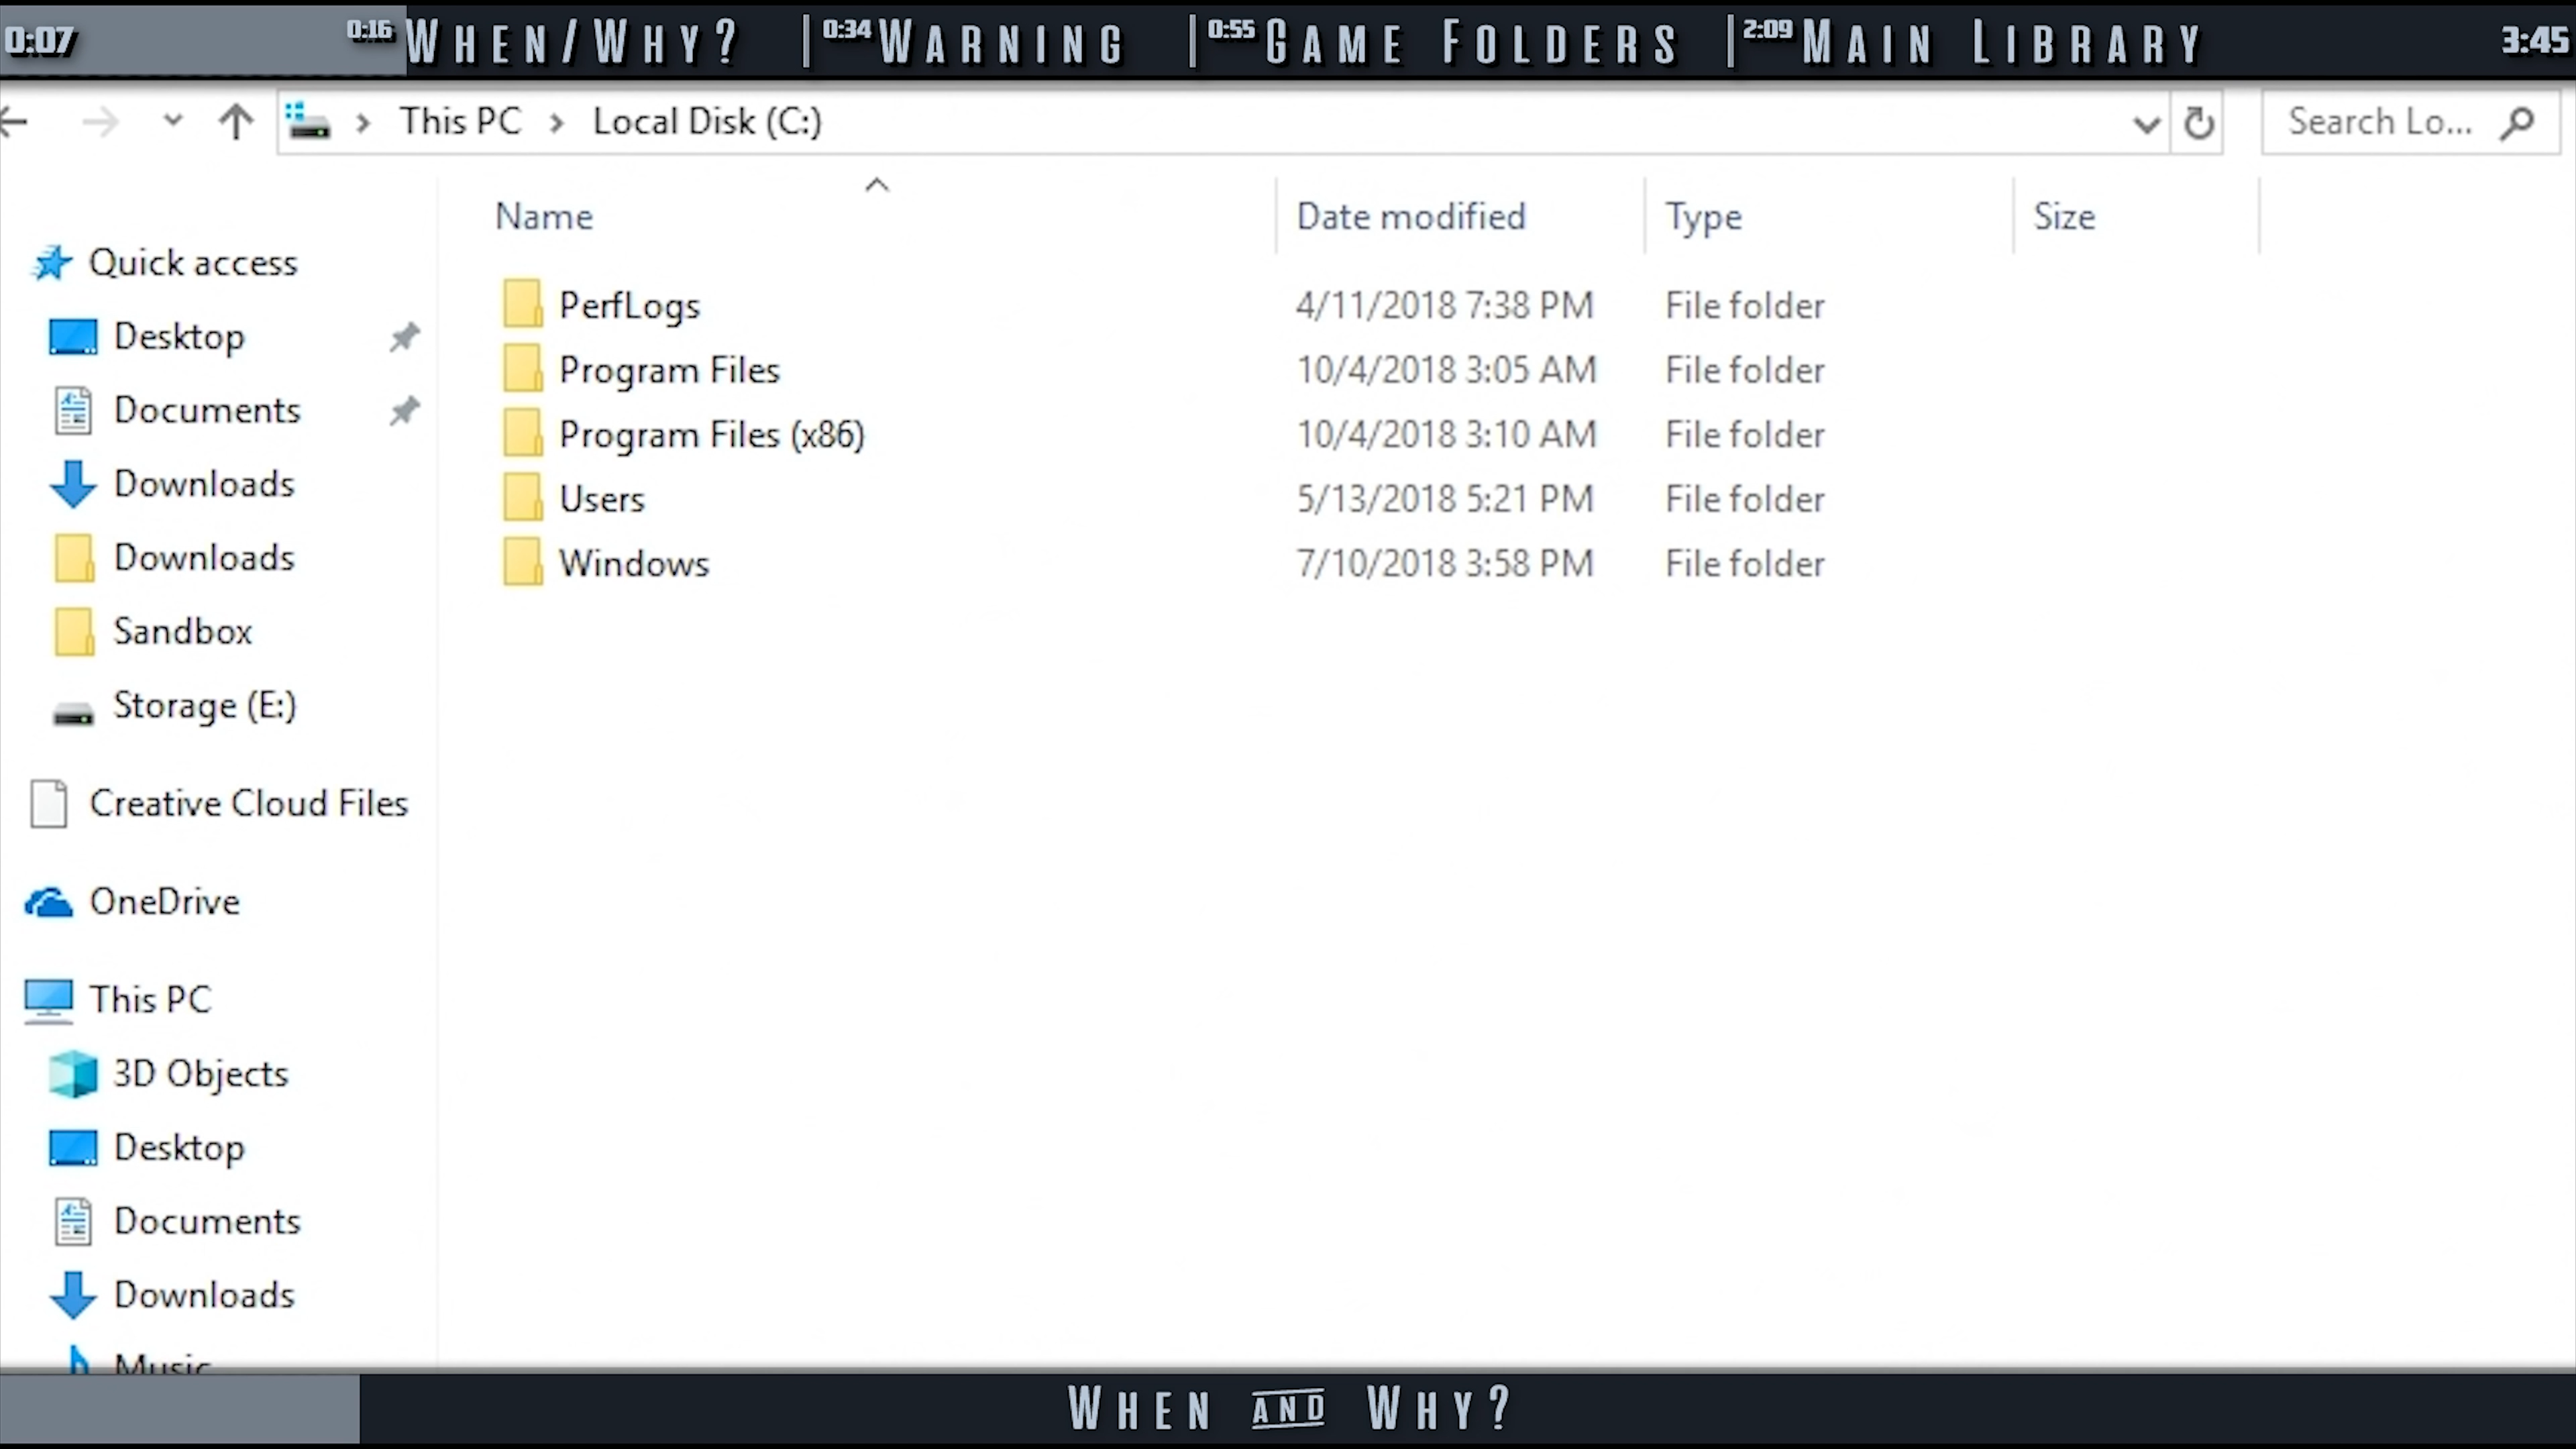 0:07 0:16 When/Why? 0:34 Warning 0:55 Game Folders 2:09 Main Library 3:45
This PC Local Disk (C:) Search Lo...
Name Date modified Type Size
Quick access
Desktop
Documents
Downloads
Downloads
Sandbox
Storage (E:)
Creative Cloud Files
OneDrive
This PC
3D Objects
Desktop
Documents
Downloads
Music
PerfLogs 4/11/2018 7:38 PM File folder
Program Files 10/4/2018 3:05 AM File folder
Program Files (x86) 10/4/2018 3:10 AM File folder
Users 5/13/2018 5:21 PM File folder
Windows 7/10/2018 3:58 PM File folder
When and Why?